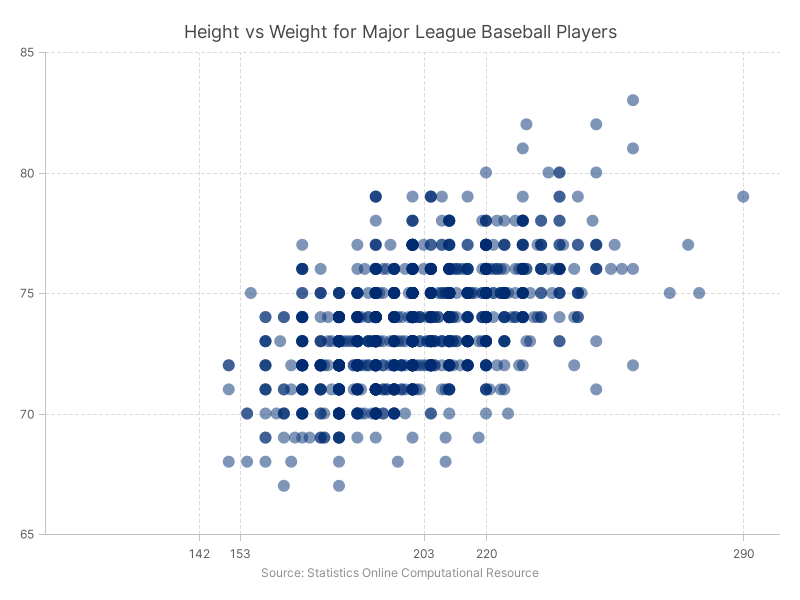 Height vs Weight for Major League Baseball Players
85
80
75
70
65
142 153 203 220 290
Source: Statistics Online Computational Resource